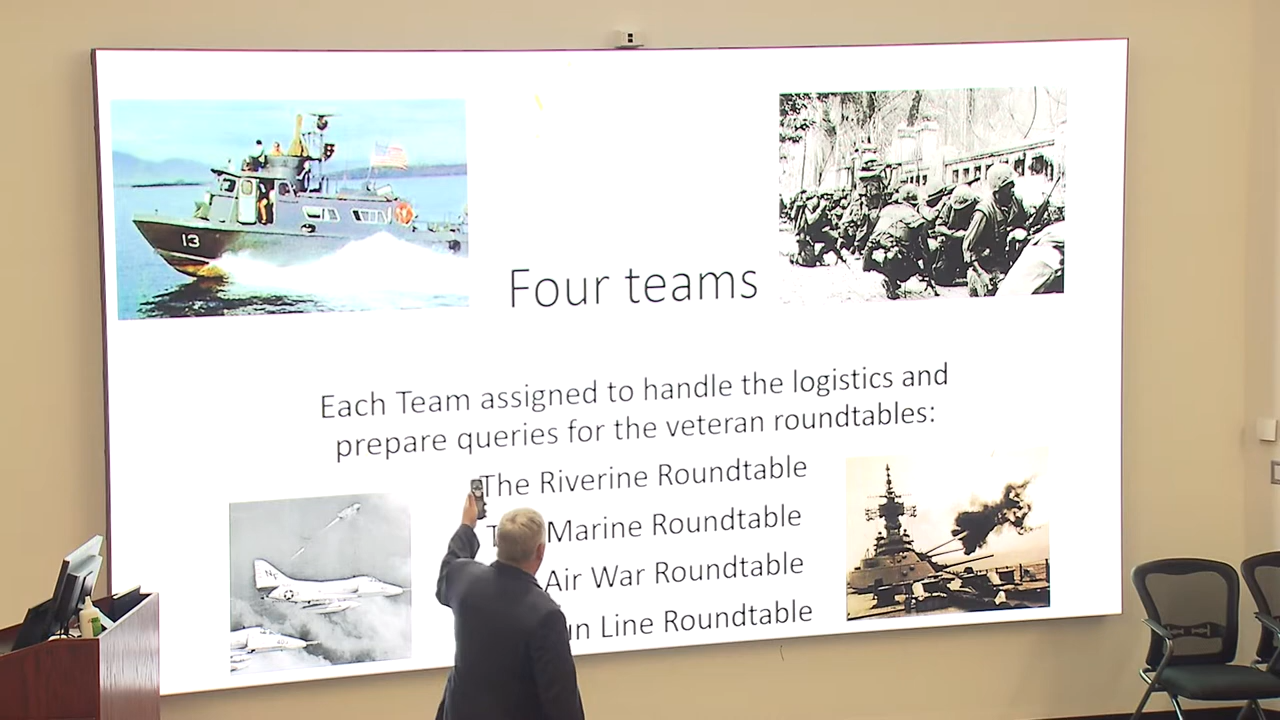 13
Four teams
Each Team assigned to handle the logistics and
prepare queries for the veteran roundtables:
The Riverine Roundtable
Marine Roundtable
Air War Roundtable
Line Roundtable